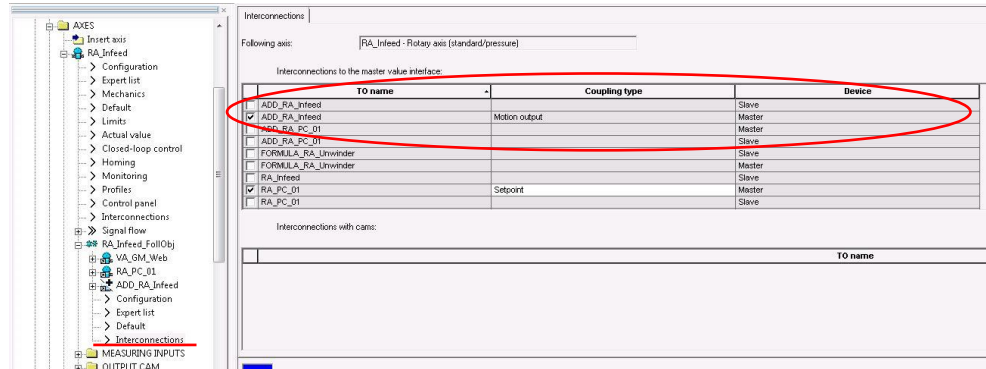 AXES
Insert axis
RA_Infeed
Configuration
Expert list
Mechanics
Default
Limits
Actual value
Closed-loop control
Homing
Monitoring
Profiles
Control panel
Interconnections
Signal flow
RA_Infeed_FollObj
VA_GM_Web
RA_PC_01
ADD_RA_Infeed
Configuration
Expert list
Default
Interconnections
MEASURING INPUTS
OUTPUT CAM
Interconnections
Following axis: RA_Infeed - Rotary axis (standard/pressure)
Interconnections to the master value interface:
TO name Coupling type Device
ADD_RA_Infeed Slave
ADD_RA_Infeed Motion output Master
ADD_RA_PC_01 Master
ADD_RA_PC_01 Slave
FORMULA_RA_Unwinder Slave
FORMULA_RA_Unwinder Master
RA_Infeed Slave
RA_PC_01 Setpoint Master
RA_PC_01 Slave
Interconnections with cams:
TO name